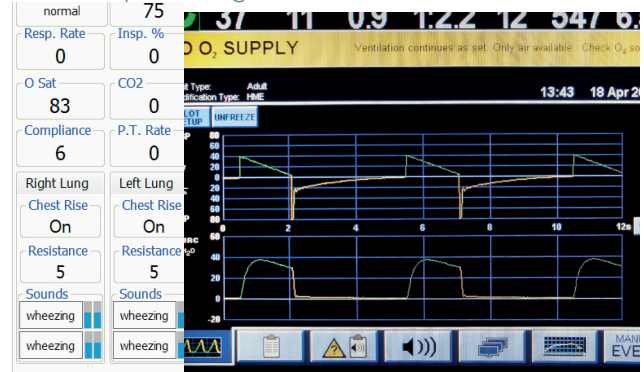 normal
75
Resp. Rate
Insp. %
0
0
O Sat
CO2
83
0
Compliance
P.T. Rate
6
0
Right Lung
Left Lung
Chest Rise
Chest Rise
On
On
Resistance
Resistance
5
5
Sounds
Sounds
wheezing
wheezing
wheezing
wheezing
37 11 0.9 1:2.2 12 547 6.
O₂ SUPPLY
Ventilation continues as set. Only air available. Check O₂
Type: Adult
Type: HME
13:43 18 Apr
UNFREEZE
80
60
40
20
0
20
40
60
80
0 2 4 6 8 10 12s
60
40
20
0
-20
EVE